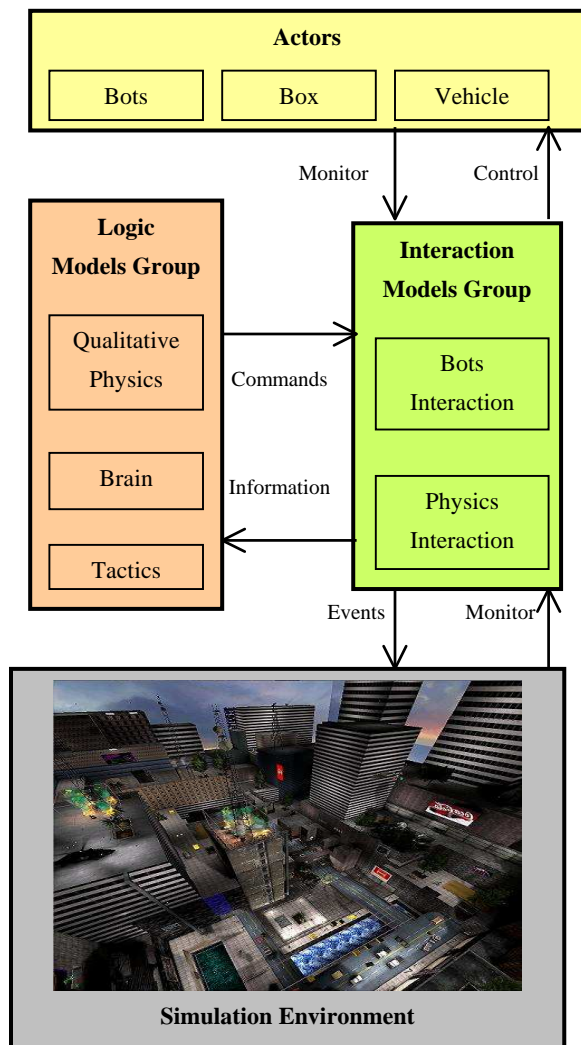 Actors
Bots
Box
Vehicle
Monitor
Control
Logic
Models Group
Qualitative
Physics
Brain
Tactics
Commands
Information
Interaction
Models Group
Bots
Interaction
Physics
Interaction
Events
Monitor
Simulation Environment